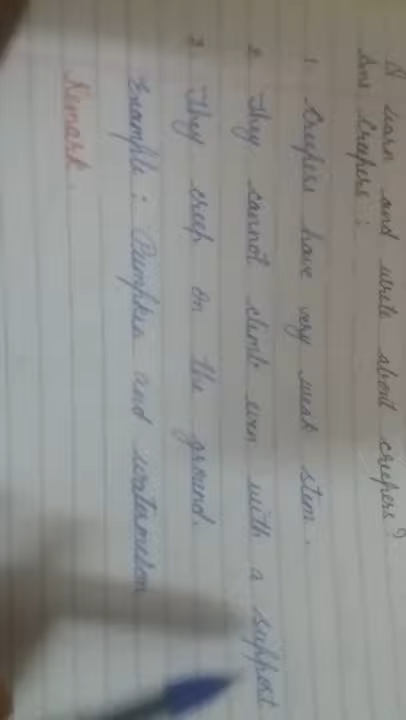 Q Learn and write about creepers?
Ans Creepers :
1 Creepers have very weak stem.
2 They cannot climb even with a support
3 They creep on the ground.
Example : Pumpkin and watermelon
Remark.